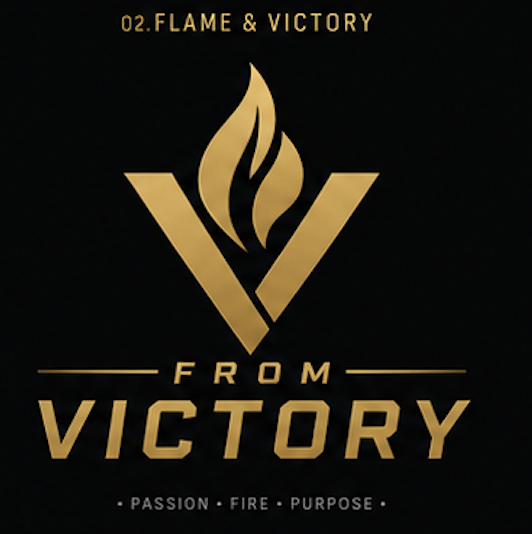 02.FLAME & VICTORY
FROM
VICTORY
• PASSION • FIRE • PURPOSE •